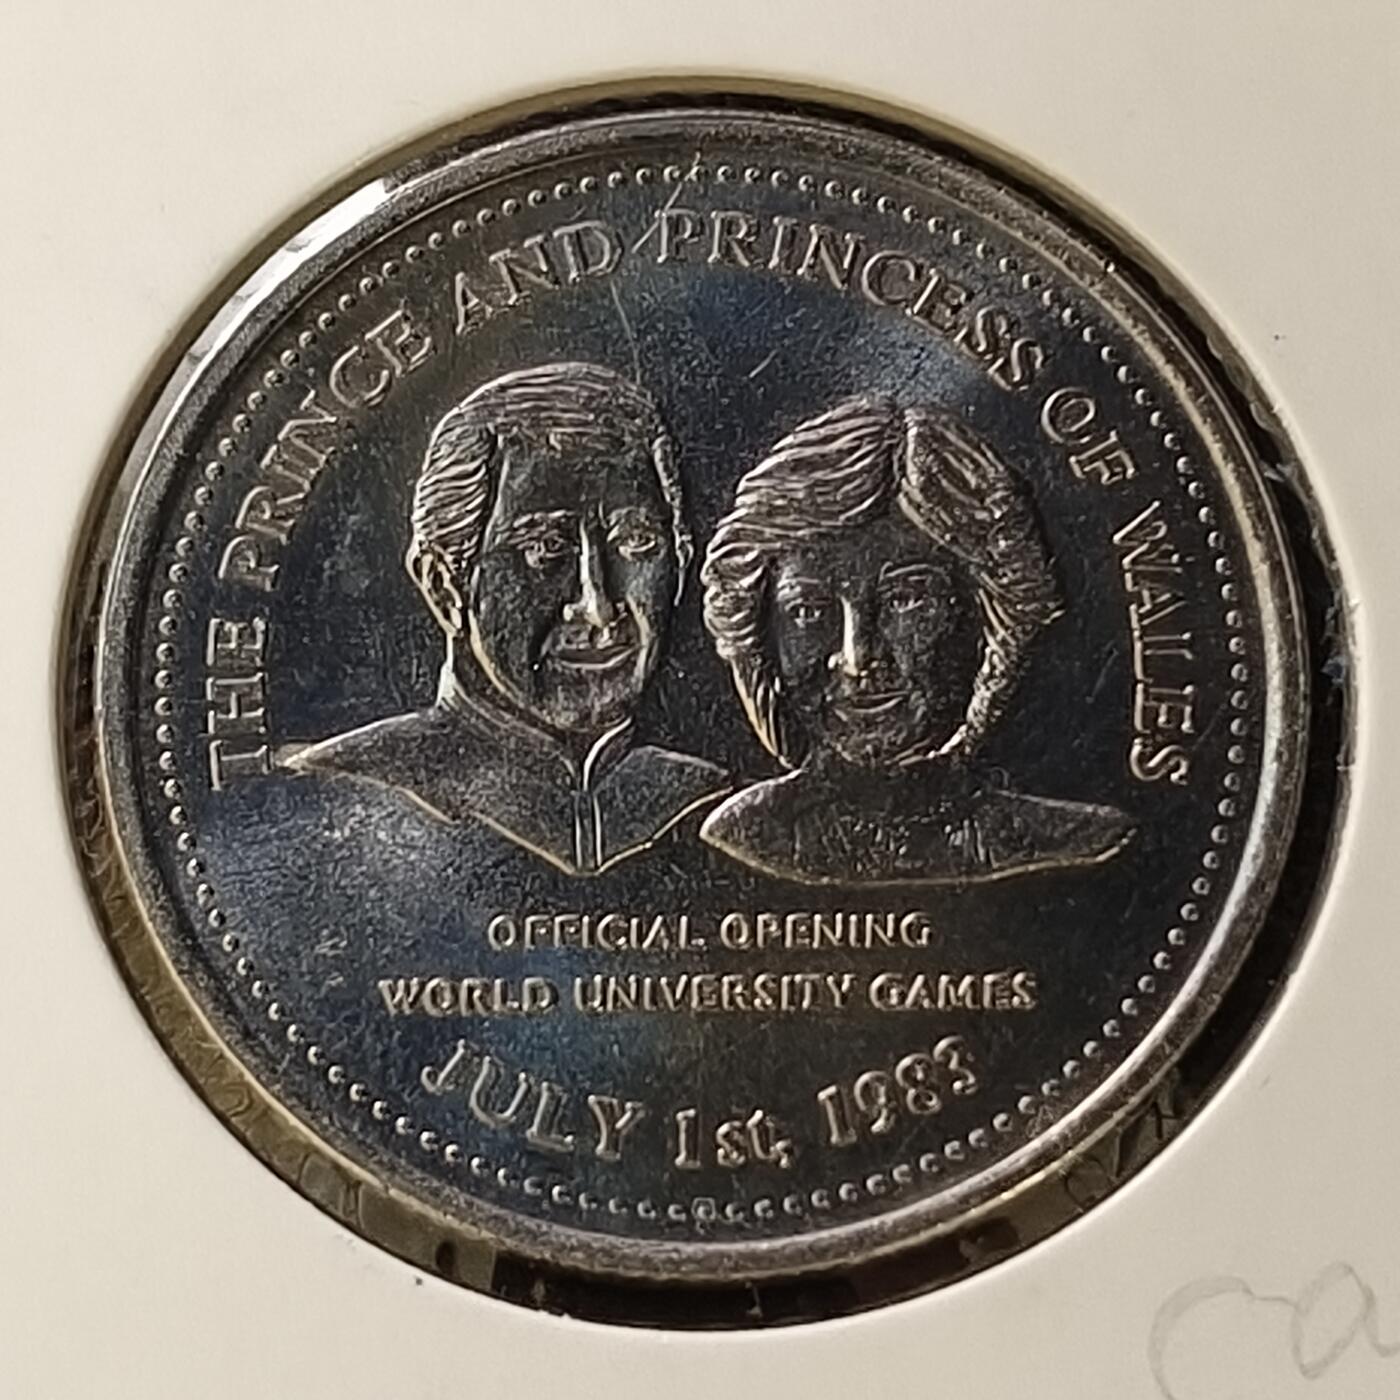 THE PRINCE AND PRINCESS OF WALES
OFFICIAL OPENING
WORLD UNIVERSITY GAMES
JULY 1st, 1983